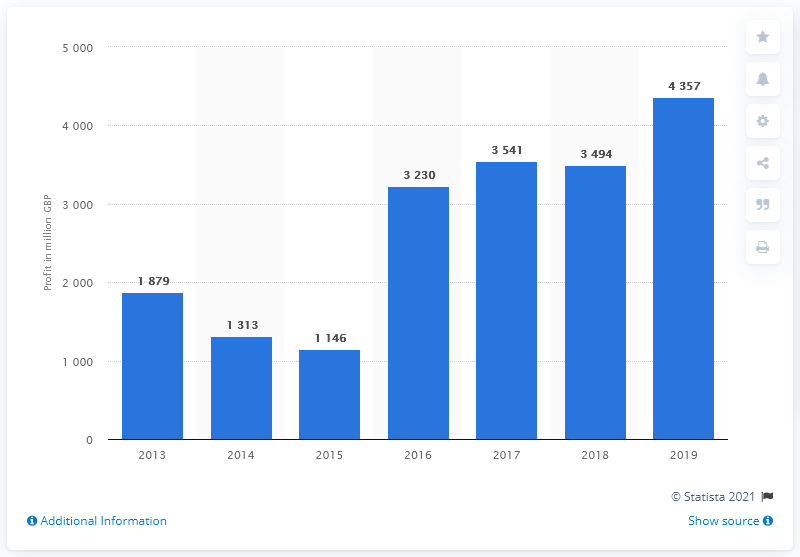 5 000
4 000
3 000
2 000
1 000
0
Profit in million GBP
1 879
1 313
1 146
3 230
3 541
3 494
4 357
2013 2014 2015 2016 2017 2018 2019
© Statista 2021
Additional Information
Show source